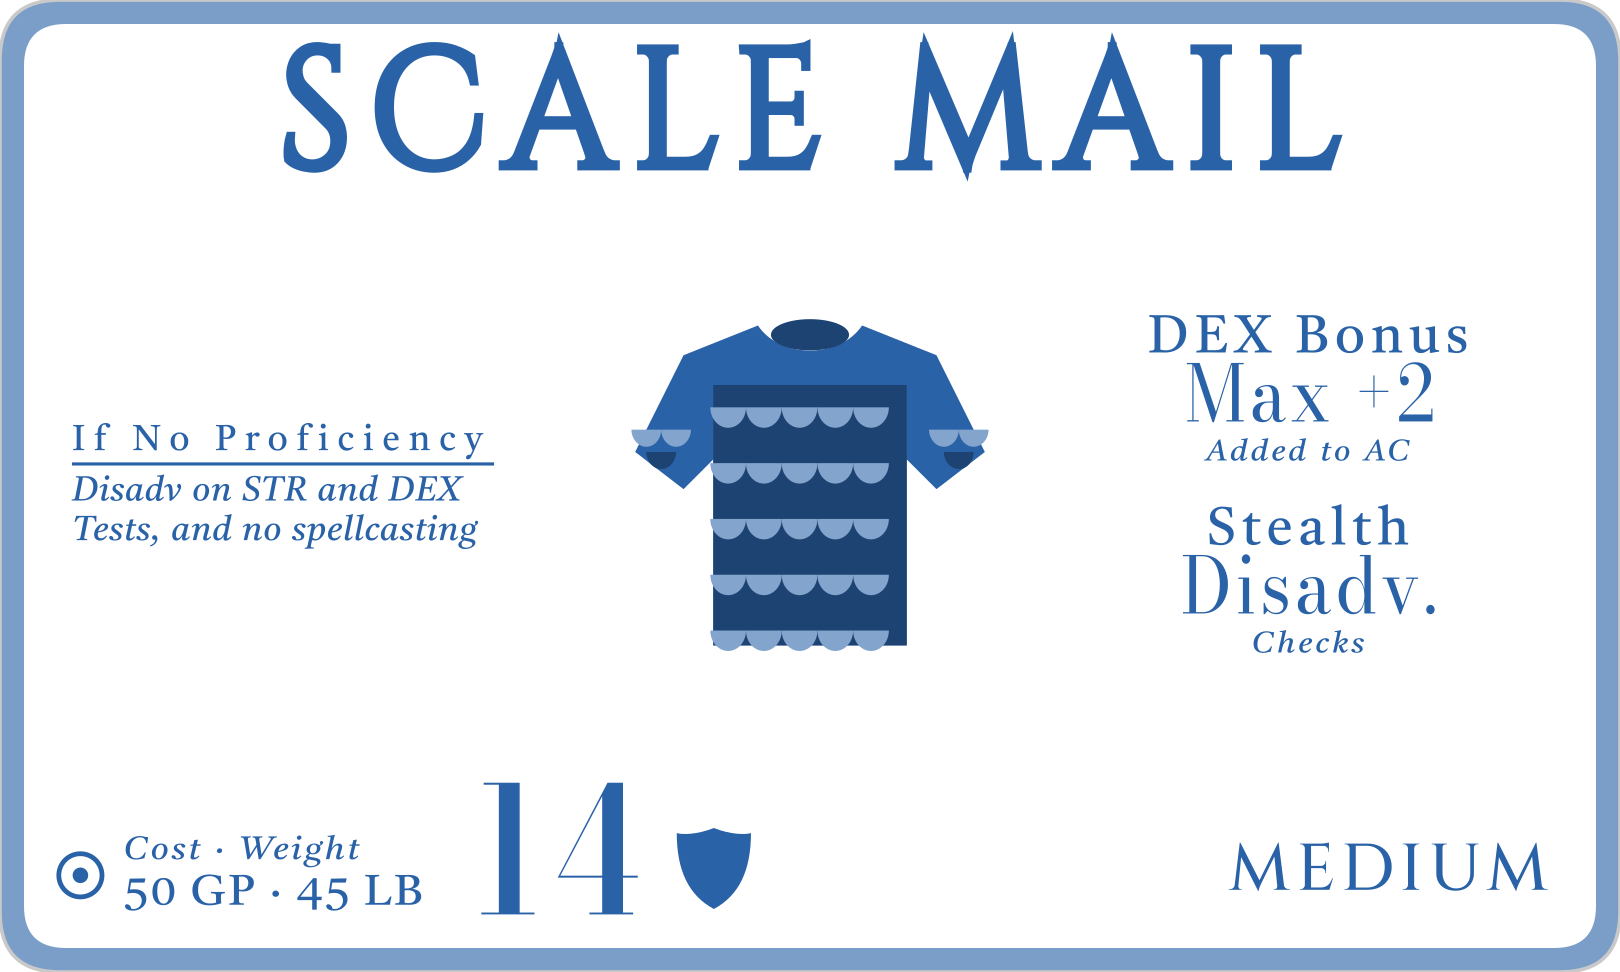 SCALE MAIL
If No Proficiency
Disadv on STR and DEX
Tests, and no spellcasting
DEX Bonus
Max +2
Added to AC
Stealth
Disadv.
Checks
Cost · Weight
50 GP · 45 LB
14
MEDIUM